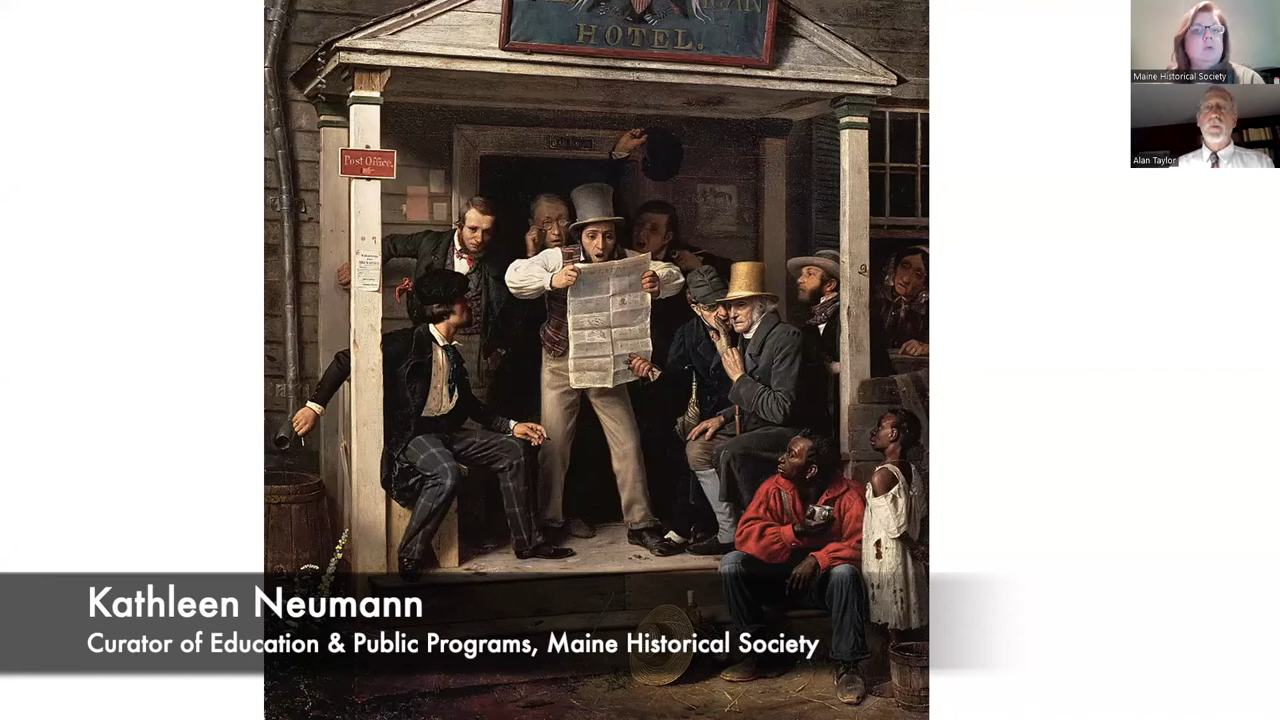 HOTEL.
Maine Historical Society
Alan Taylor
Post Office.
Kathleen Neumann
Curator of Education & Public Programs, Maine Historical Society